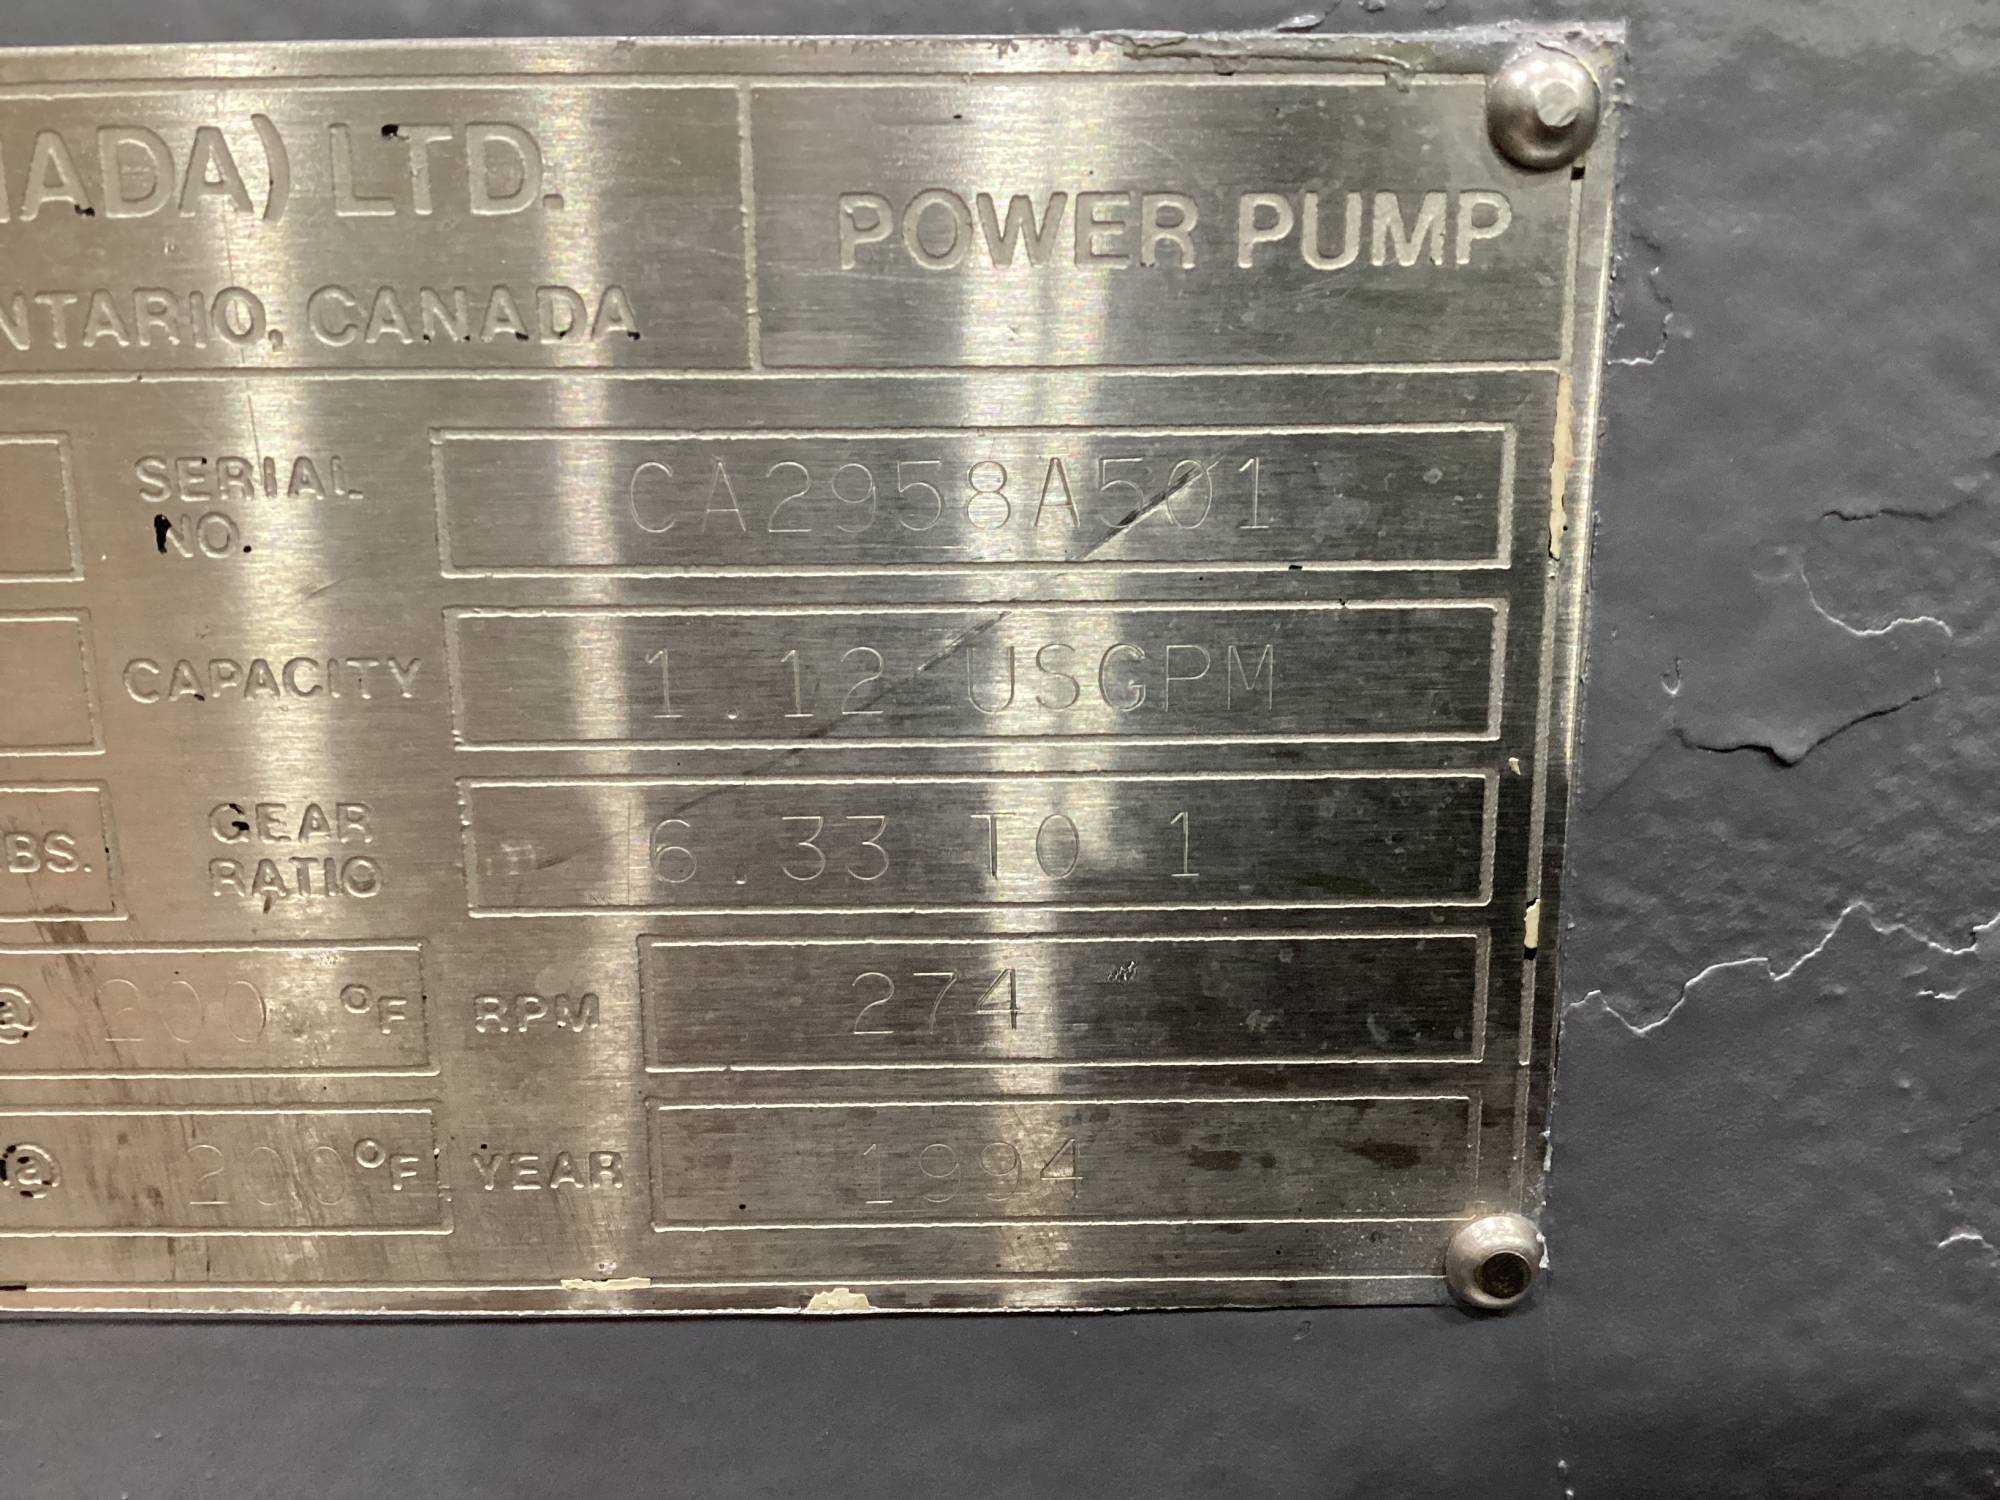 NADA) LTD.
NTARIO, CANADA
POWER PUMP
SERIAL NO. CA2958A501
CAPACITY 1.12 USGPM
BS. GEAR RATIO 6.33 TO 1
@ 200 °F RPM 274
@ 200 °F YEAR 1994